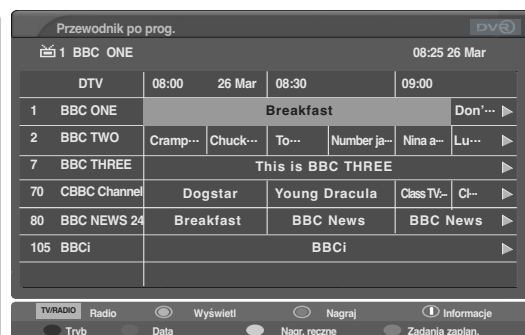 Przewodnik po prog. DVR
1 BBC ONE 08:25 26 Mar
DTV 08:00 26 Mar 08:30 09:00
1 BBC ONE Breakfast Don'···
2 BBC TWO Cramp··· Chuck··· To··· Number ja··· Nina a··· Lu···
7 BBC THREE This is BBC THREE
70 CBBC Channel Dogstar Young Dracula Class TV:··· Cl···
80 BBC NEWS 24 Breakfast BBC News BBC News
105 BBCi BBCi
TV/RADIO Radio Wyświetl Nagraj Informacje
Tryb Data Nagr. ręczne Zadania zaplan.